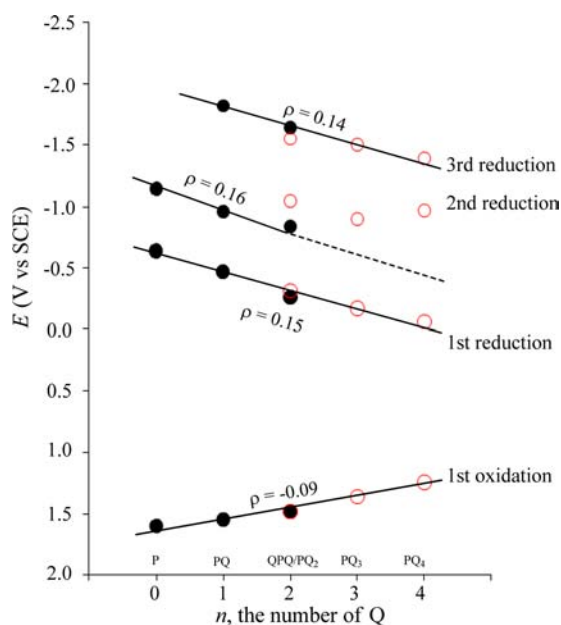 -2.5
-2.0
-1.5
-1.0
-0.5
0.0
0.5
1.0
1.5
2.0
E (V vs SCE)
ρ = 0.14
3rd reduction
ρ = 0.16
2nd reduction
ρ = 0.15
1st reduction
ρ = -0.09
1st oxidation
P PQ QPQ/PQ₂ PQ₃ PQ₄
0 1 2 3 4
n, the number of Q